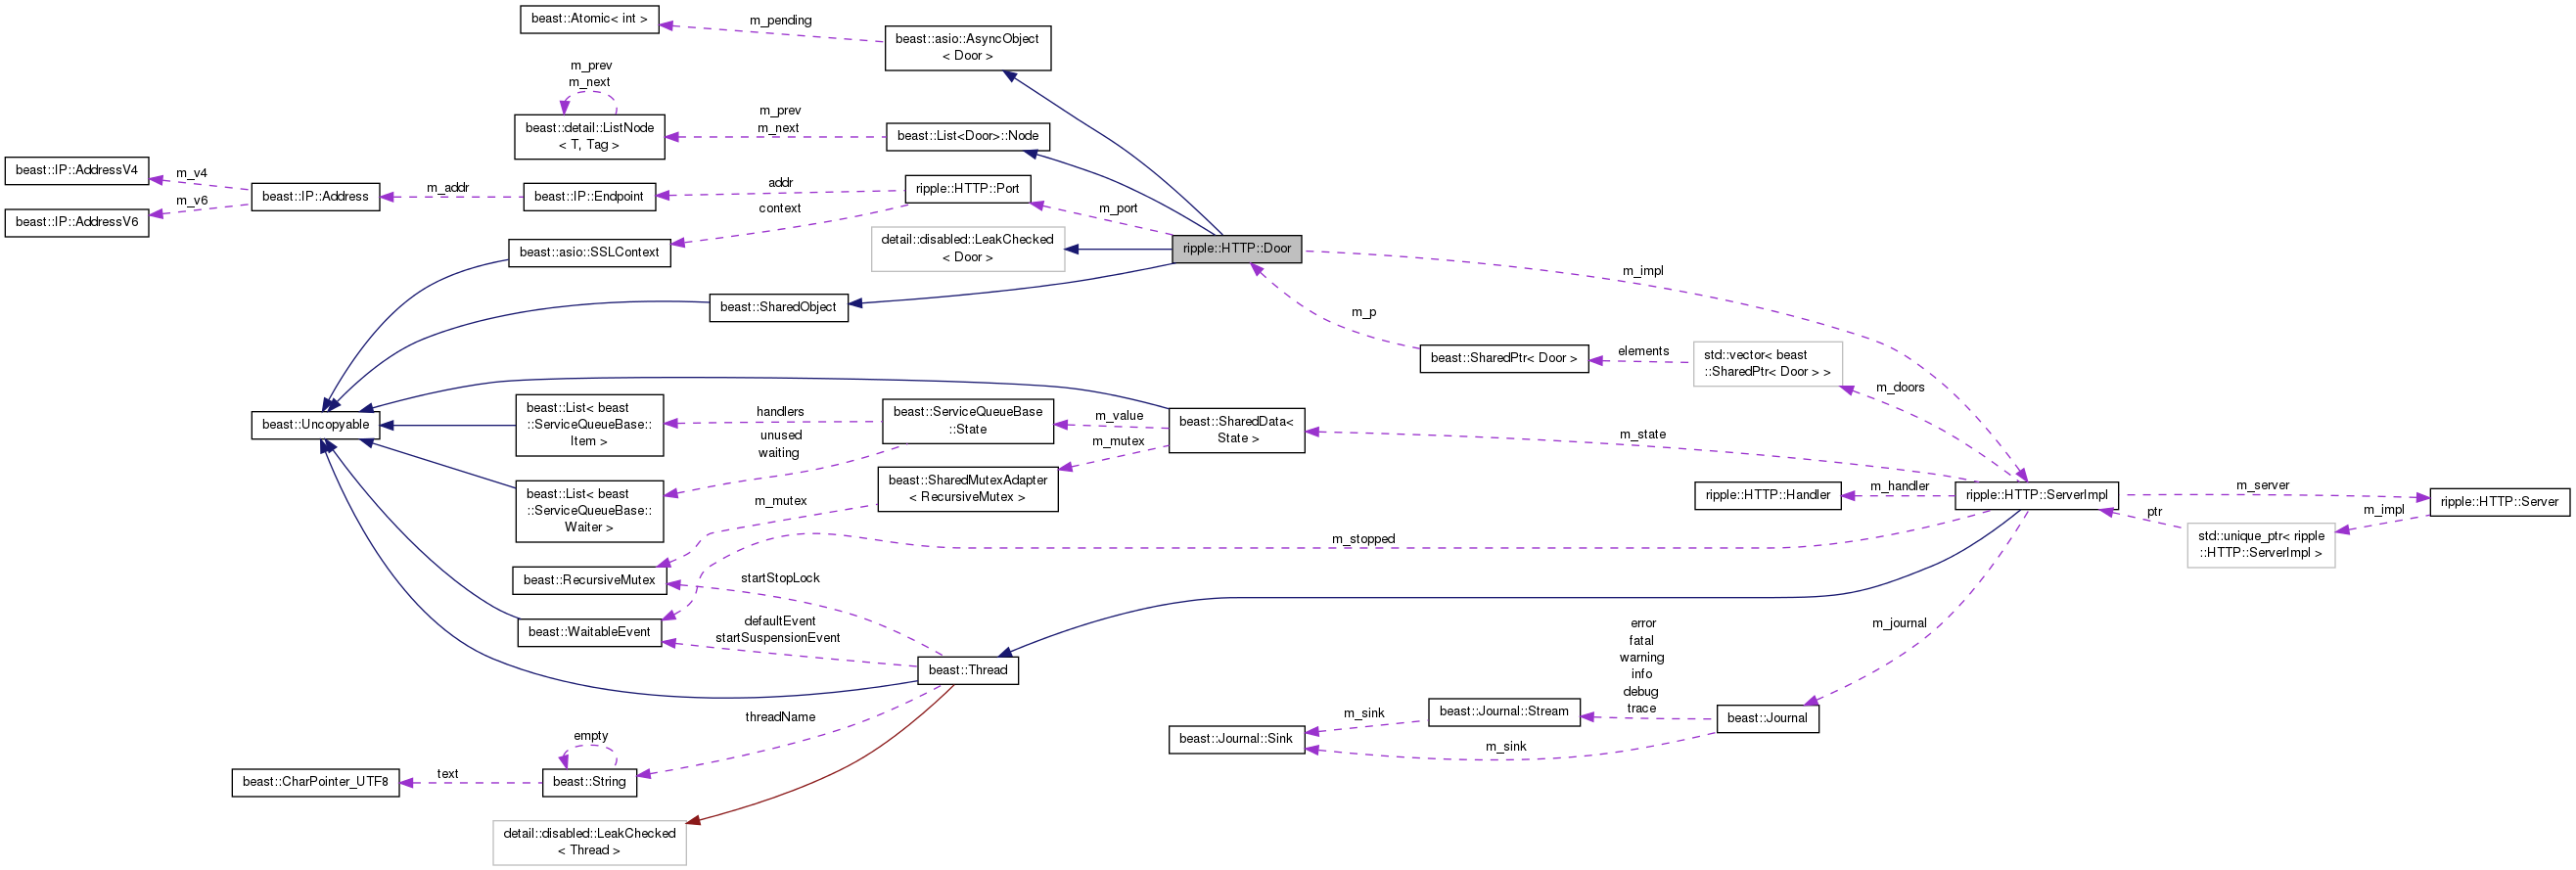 beast::Atomic< int >
m_pending
beast::asio::AsyncObject
< Door >
m_prev
m_next
beast::detail::ListNode
< T, Tag >
m_prev
m_next
beast::List<Door>::Node
beast::IP::AddressV4
m_v4
beast::IP::AddressV6
m_v6
beast::IP::Address
m_addr
beast::IP::Endpoint
addr
ripple::HTTP::Port
m_port
context
beast::asio::SSLContext
detail::disabled::LeakChecked
< Door >
ripple::HTTP::Door
m_impl
beast::SharedObject
m_p
beast::SharedPtr< Door >
elements
std::vector< beast
::SharedPtr< Door > >
m_doors
beast::Uncopyable
beast::List< beast
::ServiceQueueBase::
Item >
handlers
beast::ServiceQueueBase
::State
m_value
beast::SharedData<
State >
m_state
unused
waiting
m_mutex
beast::List< beast
::ServiceQueueBase::
Waiter >
beast::SharedMutexAdapter
< RecursiveMutex >
m_mutex
ripple::HTTP::Handler
m_handler
ripple::HTTP::ServerImpl
m_server
ripple::HTTP::Server
ptr
m_impl
std::unique_ptr< ripple
::HTTP::ServerImpl >
m_stopped
beast::RecursiveMutex
startStopLock
beast::WaitableEvent
defaultEvent
startSuspensionEvent
beast::Thread
m_journal
error
fatal
warning
info
debug
trace
beast::Journal
beast::Journal::Stream
m_sink
beast::Journal::Sink
m_sink
threadName
empty
beast::String
text
beast::CharPointer_UTF8
detail::disabled::LeakChecked
< Thread >